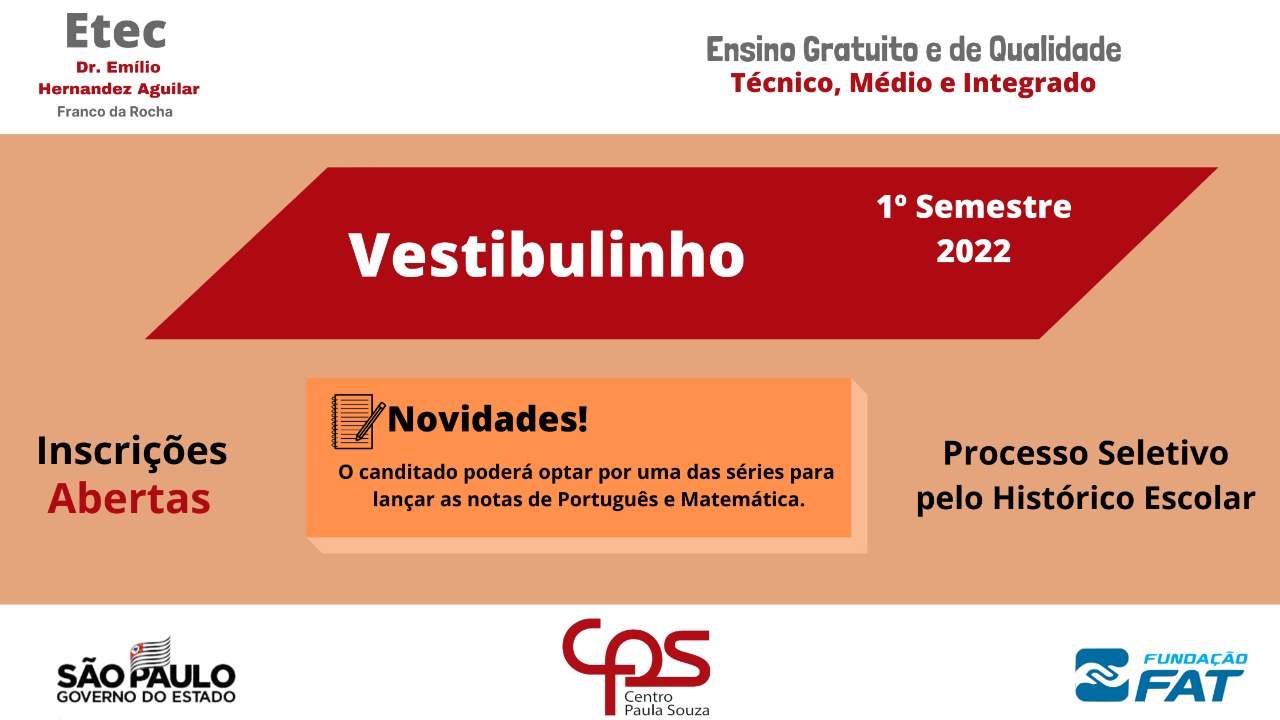 Etec
Dr. Emílio
Hernandez Aguilar
Franco da Rocha
Ensino Gratuito e de Qualidade
Técnico, Médio e Integrado
Vestibulinho
1º Semestre
2022
Inscrições
Abertas
Novidades!
O canditado poderá optar por uma das séries para
lançar as notas de Português e Matemática.
Processo Seletivo
pelo Histórico Escolar
SÃO PAULO
GOVERNO DO ESTADO
CPS
Centro
Paula Souza
FUNDAÇÃO
FAT